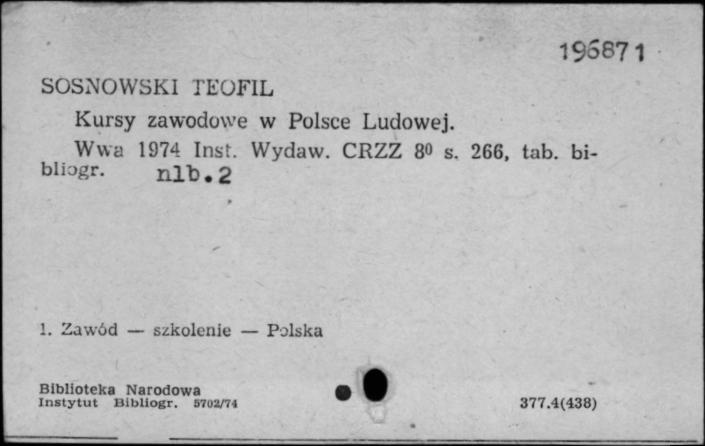 196871
SOSNOWSKI TEOFIL
Kursy zawodowe w Polsce Ludowej.
Wwa 1974 Inst. Wydaw. CRZZ 8⁰ s. 266, tab. bi-
bliogr. nlb.2
1. Zawód — szkolenie — Polska
Biblioteka Narodowa
Instytut Bibliogr. 5702/74
377.4(438)